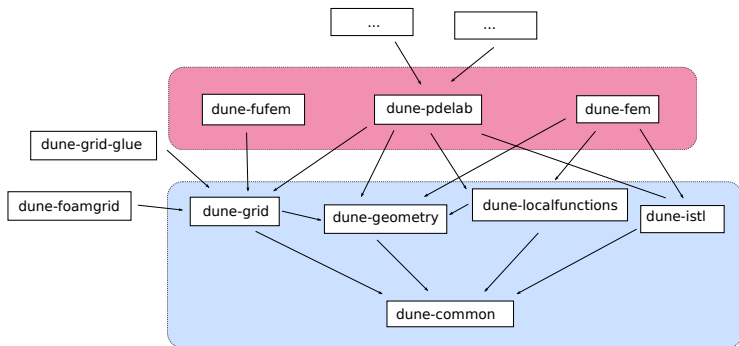 ...
...
dune-fufem
dune-pdelab
dune-fem
dune-grid-glue
dune-foamgrid
dune-grid
dune-geometry
dune-localfunctions
dune-istl
dune-common